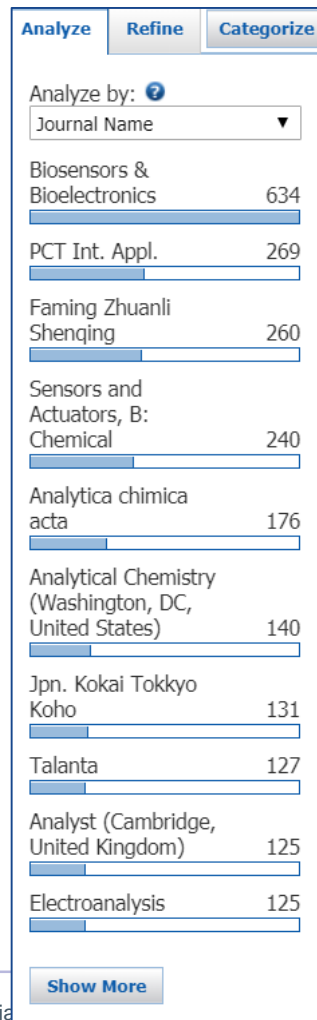 Analyze Refine Categorize
Analyze by: ?
Journal Name ▼
Biosensors &
Bioelectronics 634
PCT Int. Appl. 269
Faming Zhuanli
Shenqing 260
Sensors and
Actuators, B:
Chemical 240
Analytica chimica
acta 176
Analytical Chemistry
(Washington, DC,
United States) 140
Jpn. Kokai Tokkyo
Koho 131
Talanta 127
Analyst (Cambridge,
United Kingdom) 125
Electroanalysis 125
Show More